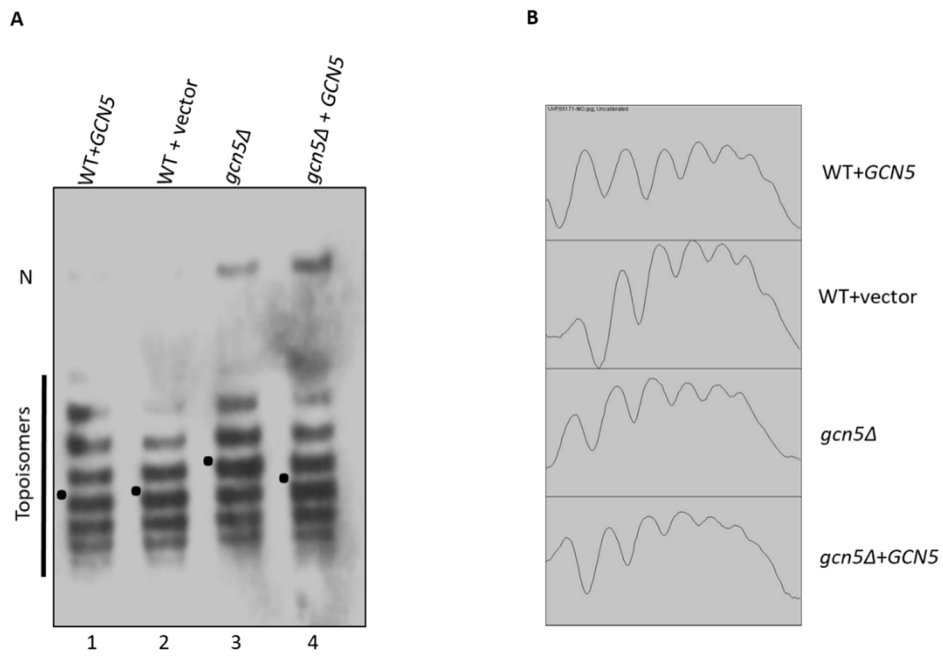 A
WT+GCN5
WT + vector
gcn5Δ
gcn5Δ + GCN5
N
Topoisomers
1 2 3 4
B
WT+GCN5
WT+vector
gcn5Δ
gcn5Δ+GCN5